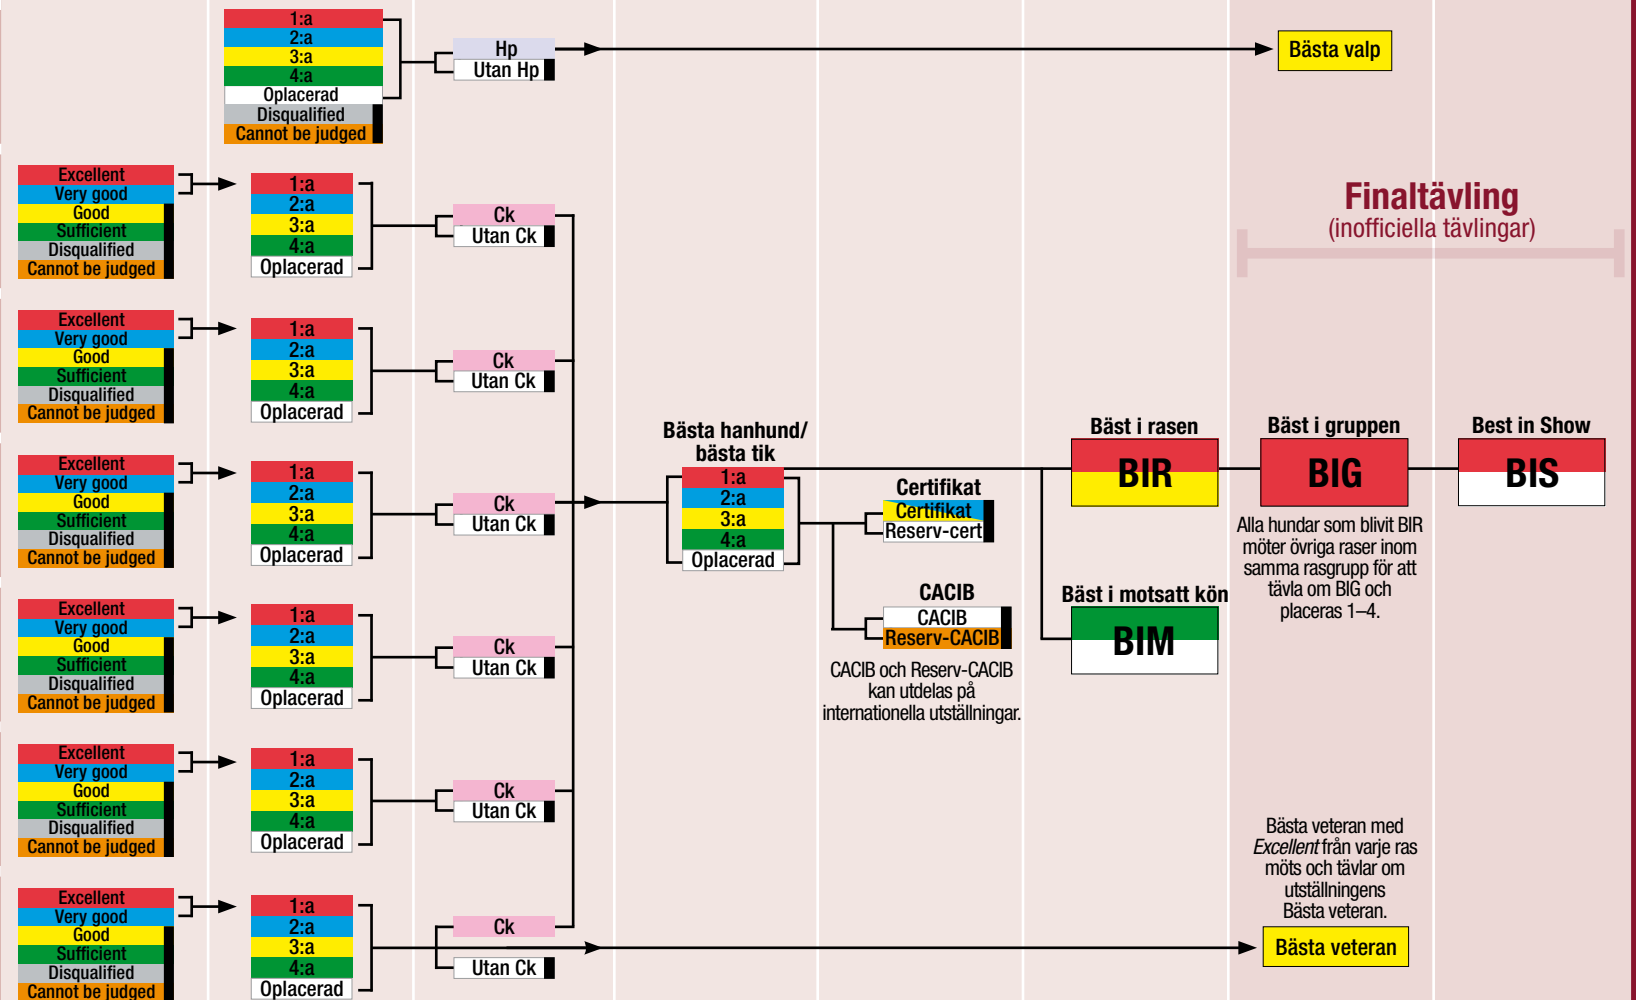 1:a
2:a
3:a
4:a
Oplacerad
Disqualified
Cannot be judged
Hp
Utan Hp
Bästa valp
Excellent
Very good
Good
Sufficient
Disqualified
Cannot be judged
1:a
2:a
3:a
4:a
Oplacerad
Ck
Utan Ck
Finaltävling
(inofficiella tävlingar)
Excellent
Very good
Good
Sufficient
Disqualified
Cannot be judged
1:a
2:a
3:a
4:a
Oplacerad
Ck
Utan Ck
Excellent
Very good
Good
Sufficient
Disqualified
Cannot be judged
1:a
2:a
3:a
4:a
Oplacerad
Ck
Utan Ck
Bästa hanhund/
bästa tik
1:a
2:a
3:a
4:a
Oplacerad
Certifikat
Certifikat
Reserv-cert
CACIB
CACIB
Reserv-CACIB
CACIB och Reserv-CACIB
kan utdelas på
internationella utställningar.
Bäst i rasen
BIR
Bäst i motsatt kön
BIM
Bäst i gruppen
BIG
Alla hundar som blivit BIR
möter övriga raser inom
samma rasgrupp för att
tävla om BIG och
placeras 1–4.
Best in Show
BIS
Excellent
Very good
Good
Sufficient
Disqualified
Cannot be judged
1:a
2:a
3:a
4:a
Oplacerad
Ck
Utan Ck
Excellent
Very good
Good
Sufficient
Disqualified
Cannot be judged
1:a
2:a
3:a
4:a
Oplacerad
Ck
Utan Ck
Excellent
Very good
Good
Sufficient
Disqualified
Cannot be judged
1:a
2:a
3:a
4:a
Oplacerad
Ck
Utan Ck
Bästa veteran med
Excellent från varje ras
möts och tävlar om
utställningens
Bästa veteran.
Bästa veteran